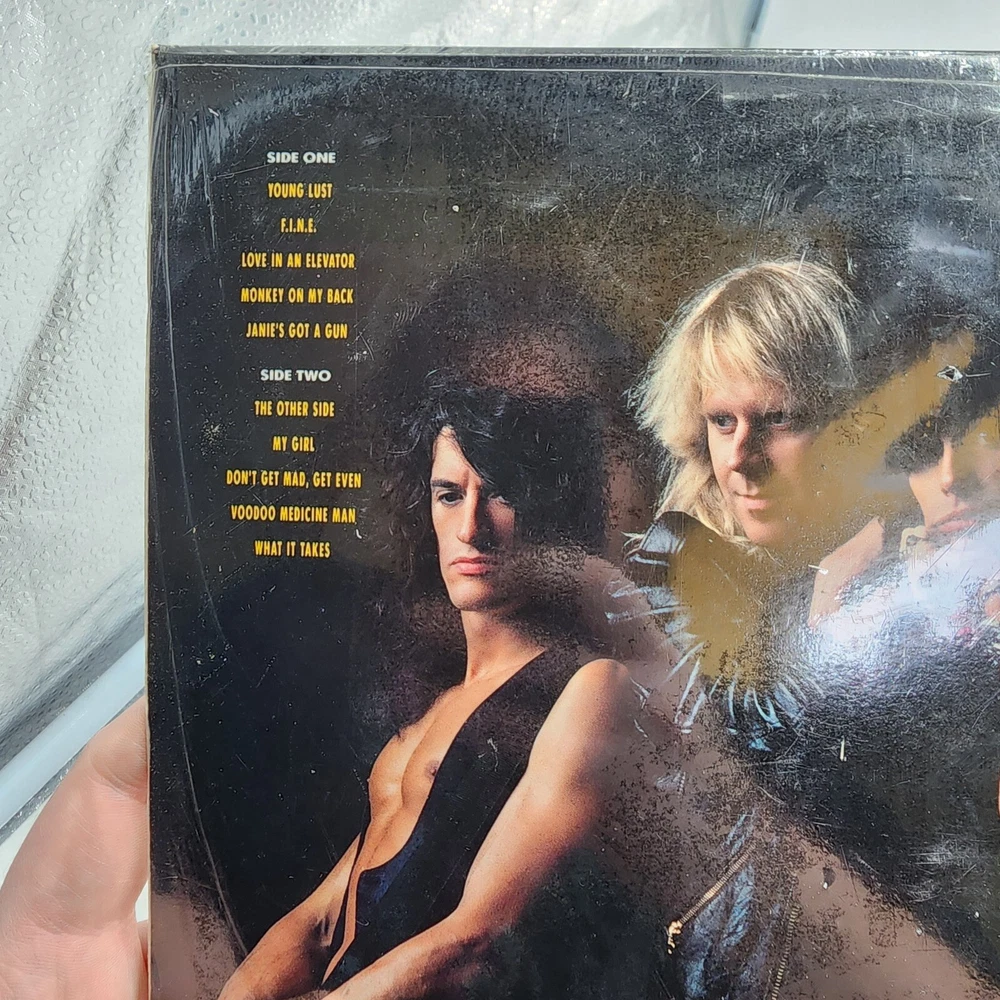 SIDE ONE
YOUNG LUST
F.I.N.E.
LOVE IN AN ELEVATOR
MONKEY ON MY BACK
JANIE'S GOT A GUN
SIDE TWO
THE OTHER SIDE
MY GIRL
DON'T GET MAD, GET EVEN
VOODOO MEDICINE MAN
WHAT IT TAKES